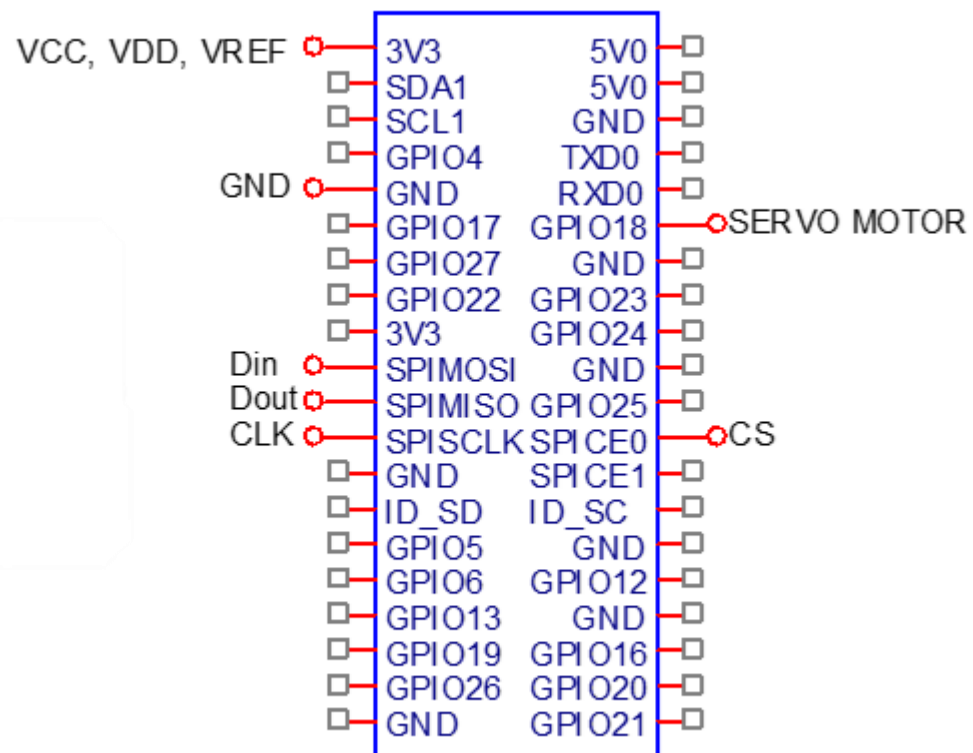 VCC, VDD, VREF 3V3 5V0
SDA1 5V0
SCL1 GND
GPIO4 TXD0
GND GND RXD0
GPIO17 GPIO18 SERVO MOTOR
GPIO27 GND
GPIO22 GPIO23
3V3 GPIO24
Din SPIMOSI GND
Dout SPIMISO GPIO25
CLK SPISCLK SPICE0 CS
GND SPICE1
ID_SD ID_SC
GPIO5 GND
GPIO6 GPIO12
GPIO13 GND
GPIO19 GPIO16
GPIO26 GPIO20
GND GPIO21